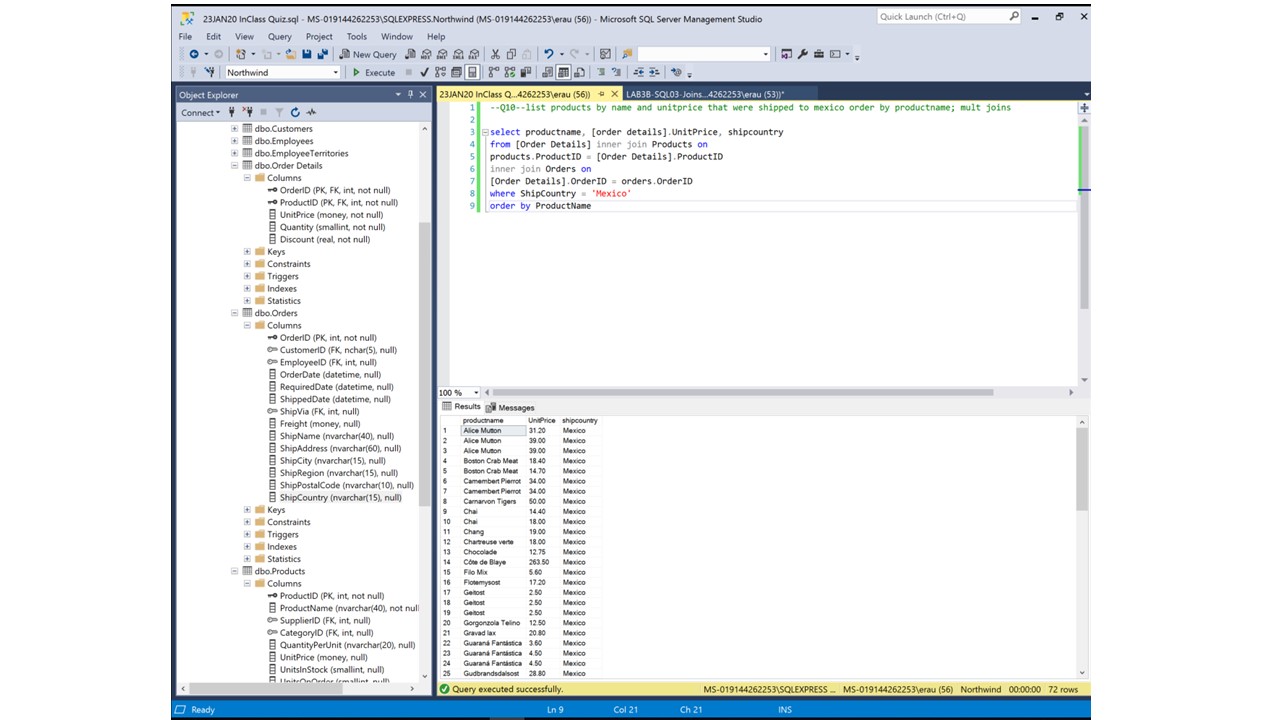 23JAN20 InClass Quiz.sql - MS-019144262253\SQLEXPRESS.Northwind (MS-019144262253\erau (56)) - Microsoft SQL Server Management Studio
Quick Launch (Ctrl+Q)
File Edit View Query Project Tools Window Help
New Query
Northwind
Execute
Object Explorer
Connect
dbo.Customers
dbo.Employees
dbo.EmployeeTerritories
dbo.Order Details
Columns
OrderID (PK, FK, int, not null)
ProductID (PK, FK, int, not null)
UnitPrice (money, not null)
Quantity (smallint, not null)
Discount (real, not null)
Keys
Constraints
Triggers
Indexes
Statistics
dbo.Orders
Columns
OrderID (PK, int, not null)
CustomerID (FK, nchar(5), null)
EmployeeID (FK, int, null)
OrderDate (datetime, null)
RequiredDate (datetime, null)
ShippedDate (datetime, null)
ShipVia (FK, int, null)
Freight (money, null)
ShipName (nvarchar(40), null)
ShipAddress (nvarchar(60), null)
ShipCity (nvarchar(15), null)
ShipRegion (nvarchar(15), null)
ShipPostalCode (nvarchar(10), null)
ShipCountry (nvarchar(15), null)
Keys
Constraints
Triggers
Indexes
Statistics
dbo.Products
Columns
ProductID (PK, int, not null)
ProductName (nvarchar(40), not nul
SupplierID (FK, int, null)
CategoryID (FK, int, null)
QuantityPerUnit (nvarchar(20), null)
UnitPrice (money, null)
UnitsInStock (smallint, null)
UnitsOnOrder (smallint, null)
23JAN20 InClass Q...4262253\erau (56)) LAB3B-SQL03-Joins...4262253\erau (53))*
1 --Q10--list products by name and unitprice that were shipped to mexico order by productname; mult joins
2
3 select productname, [order details].UnitPrice, shipcountry
4 from [Order Details] inner join Products on
5 products.ProductID = [Order Details].ProductID
6 inner join Orders on
7 [Order Details].OrderID = orders.OrderID
8 where ShipCountry = 'Mexico'
9 order by ProductName
100 %
Results Messages
productname UnitPrice shipcountry
1 Alice Mutton 31.20 Mexico
2 Alice Mutton 39.00 Mexico
3 Alice Mutton 39.00 Mexico
4 Boston Crab Meat 18.40 Mexico
5 Boston Crab Meat 14.70 Mexico
6 Camembert Pierrot 34.00 Mexico
7 Camembert Pierrot 34.00 Mexico
8 Carnarvon Tigers 50.00 Mexico
9 Chai 14.40 Mexico
10 Chai 18.00 Mexico
11 Chang 19.00 Mexico
12 Chartreuse verte 18.00 Mexico
13 Chocolade 12.75 Mexico
14 Côte de Blaye 263.50 Mexico
15 Filo Mix 5.60 Mexico
16 Flotemysost 17.20 Mexico
17 Geitost 2.50 Mexico
18 Geitost 2.50 Mexico
19 Geitost 2.50 Mexico
20 Gorgonzola Telino 12.50 Mexico
21 Gravad lax 20.80 Mexico
22 Guaraná Fantástica 3.60 Mexico
23 Guaraná Fantástica 4.50 Mexico
24 Guaraná Fantástica 4.50 Mexico
25 Gudbrandsdalsost 28.80 Mexico
Query executed successfully. MS-019144262253\SQLEXPRESS ... MS-019144262253\erau (56) Northwind 00:00:00 72 rows
Ready Ln 9 Col 21 Ch 21 INS